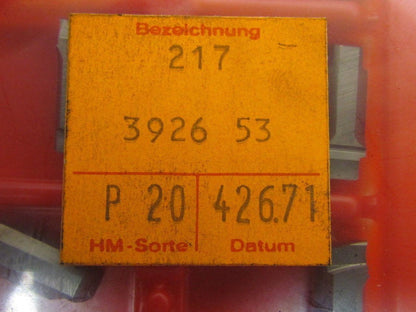 Bezeichnung
217
3926 53
P 20 426.71
HM-Sorte Datum